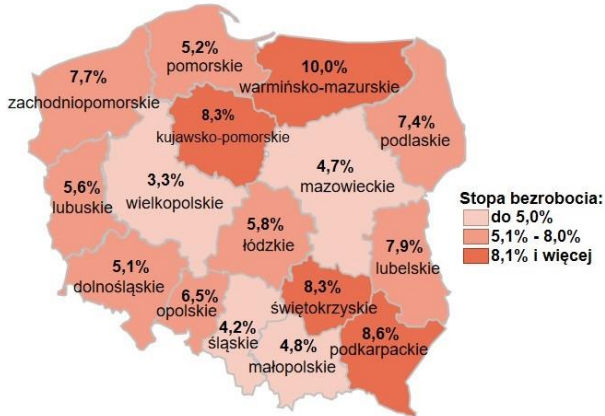 5,2%
pomorskie
10,0%
warmińsko-mazurskie
7,7%
zachodniopomorskie
8,3%
kujawsko-pomorskie
7,4%
podlaskie
4,7%
mazowieckie
3,3%
wielkopolskie
5,6%
lubuskie
5,8%
łódzkie
7,9%
lubelskie
5,1%
dolnośląskie
6,5%
opolskie
8,3%
świętokrzyskie
4,2%
śląskie
4,8%
małopolskie
8,6%
podkarpackie
Stopa bezrobocia:
do 5,0%
5,1% - 8,0%
8,1% i więcej